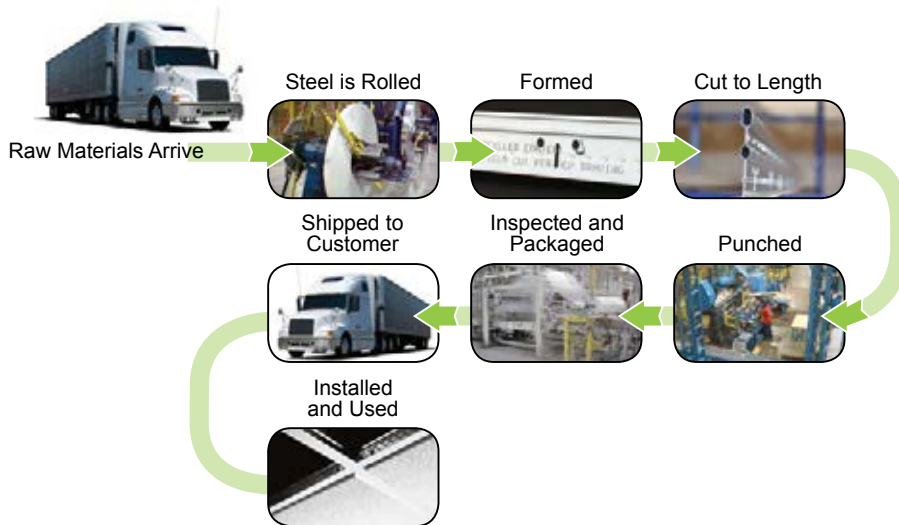 Raw Materials Arrive
Steel is Rolled
Formed
Cut to Length
Punched
Inspected and
Packaged
Shipped to
Customer
Installed
and Used